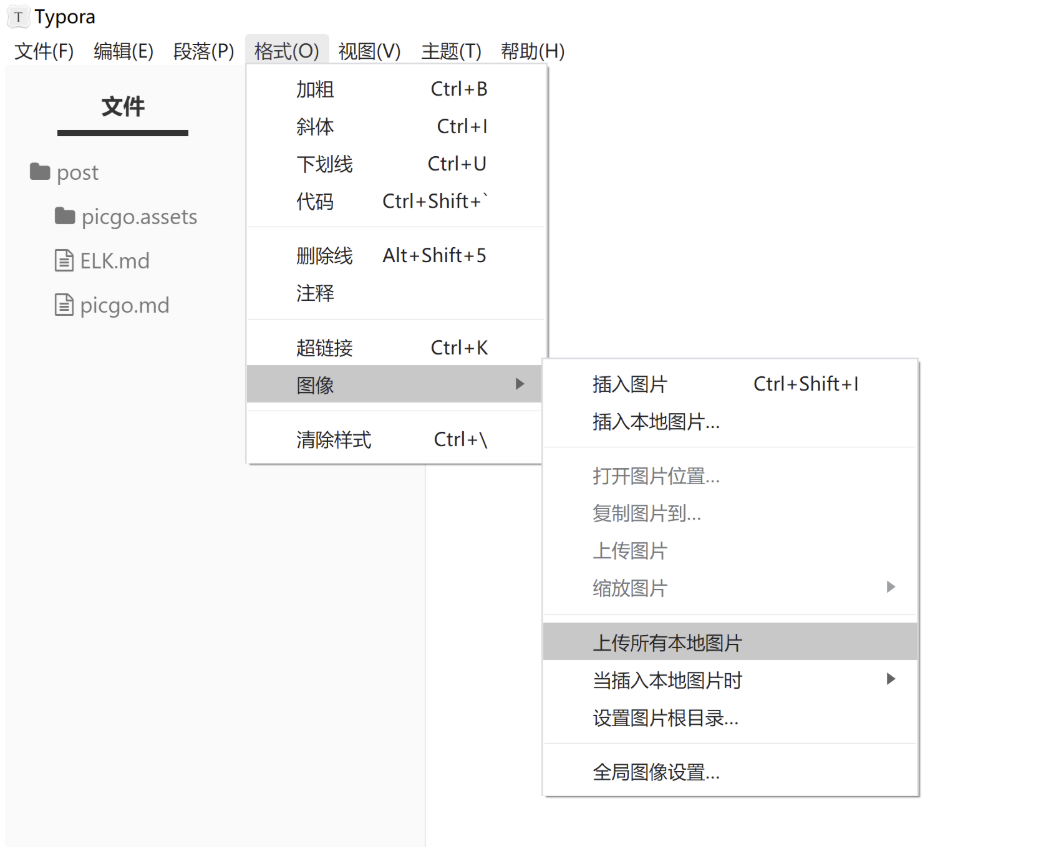 Typora
文件(F) 编辑(E) 段落(P) 格式(O) 视图(V) 主题(T) 帮助(H)
文件
post
picgo.assets
ELK.md
picgo.md
加粗 Ctrl+B
斜体 Ctrl+I
下划线 Ctrl+U
代码 Ctrl+Shift+`
删除线 Alt+Shift+5
注释
超链接 Ctrl+K
图像
清除样式 Ctrl+\
插入图片 Ctrl+Shift+I
插入本地图片...
打开图片位置...
复制图片到...
上传图片
缩放图片
上传所有本地图片
当插入本地图片时
设置图片根目录...
全局图像设置...